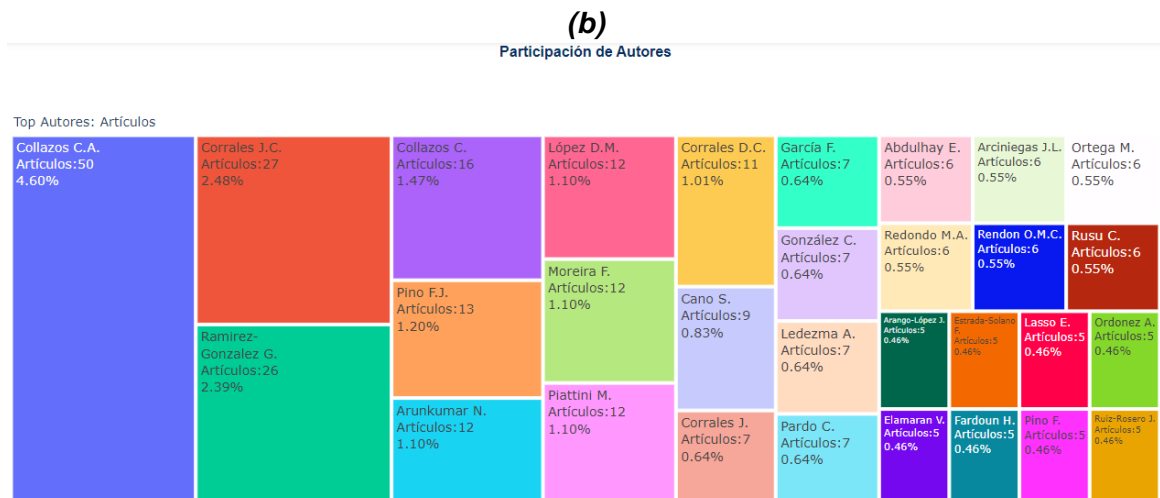 (b)
Participación de Autores
Top Autores: Artículos
Collazos C.A.
Artículos:50
4.60%
Corrales J.C.
Artículos:27
2.48%
Ramirez-
Gonzalez G.
Artículos:26
2.39%
Collazos C.
Artículos:16
1.47%
Pino F.J.
Artículos:13
1.20%
Arunkumar N.
Artículos:12
1.10%
López D.M.
Artículos:12
1.10%
Moreira F.
Artículos:12
1.10%
Piattini M.
Artículos:12
1.10%
Corrales D.C.
Artículos:11
1.01%
Cano S.
Artículos:9
0.83%
Corrales J.
Artículos:7
0.64%
García F.
Artículos:7
0.64%
González C.
Artículos:7
0.64%
Ledezma A.
Artículos:7
0.64%
Pardo C.
Artículos:7
0.64%
Abdulhay E.
Artículos:6
0.55%
Arciniegas J.L.
Artículos:6
0.55%
Ortega M.
Artículos:6
0.55%
Redondo M.A.
Artículos:6
0.55%
Rendon O.M.C.
Artículos:6
0.55%
Rusu C.
Artículos:6
0.55%
Arango-López J.
Artículos:5
0.46%
Estrada-Solano
F.
Artículos:5
0.46%
Lasso E.
Artículos:5
0.46%
Ordonez A.
Artículos:5
0.46%
Elamaran V.
Artículos:5
0.46%
Fardoun H.
Artículos:5
0.46%
Pino F.
Artículos:5
0.46%
Ruiz-Rosero J.
Artículos:5
0.46%